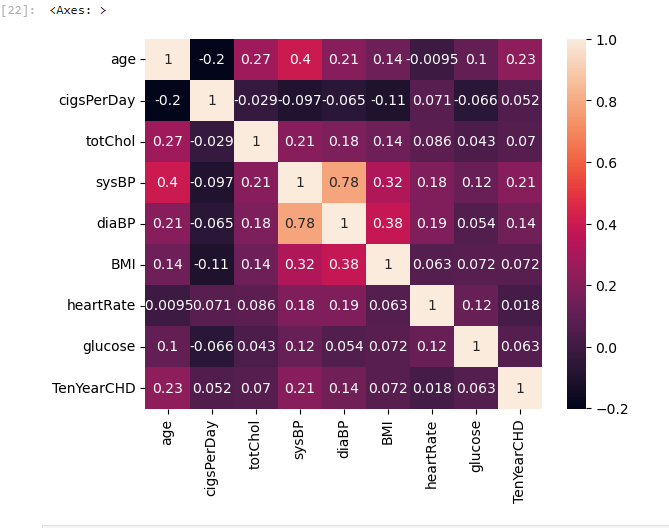 [22]: <Axes: >
age 1 -0.2 0.27 0.4 0.21 0.14 -0.0095 0.1 0.23
cigsPerDay -0.2 1 -0.029 -0.097 -0.065 -0.11 0.071 -0.066 0.052
totChol 0.27 -0.029 1 0.21 0.18 0.14 0.086 0.043 0.07
sysBP 0.4 -0.097 0.21 1 0.78 0.32 0.18 0.12 0.21
diaBP 0.21 -0.065 0.18 0.78 1 0.38 0.19 0.054 0.14
BMI 0.14 -0.11 0.14 0.32 0.38 1 0.063 0.072 0.072
heartRate -0.0095 0.071 0.086 0.18 0.19 0.063 1 0.12 0.018
glucose 0.1 -0.066 0.043 0.12 0.054 0.072 0.12 1 0.063
TenYearCHD 0.23 0.052 0.07 0.21 0.14 0.072 0.018 0.063 1
age cigsPerDay totChol sysBP diaBP BMI heartRate glucose TenYearCHD
1.0
0.8
0.6
0.4
0.2
0.0
−0.2